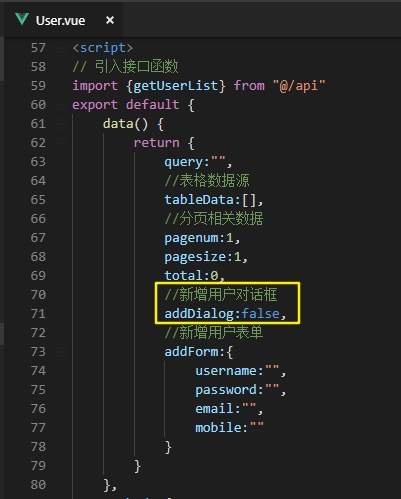 User.vue ×
57 <script>
58 // 引入接口函数
59 import {getUserList} from "@/api"
60 export default {
61 data() {
62 return {
63 query:"",
64 //表格数据源
65 tableData:[],
66 //分页相关数据
67 pagenum:1,
68 pagesize:1,
69 total:0,
70 //新增用户对话框
71 addDialog:false,
72 //新增用户表单
73 addForm:{
74 username:"",
75 password:"",
76 email:"",
77 mobile:""
78 }
79 }
80 },